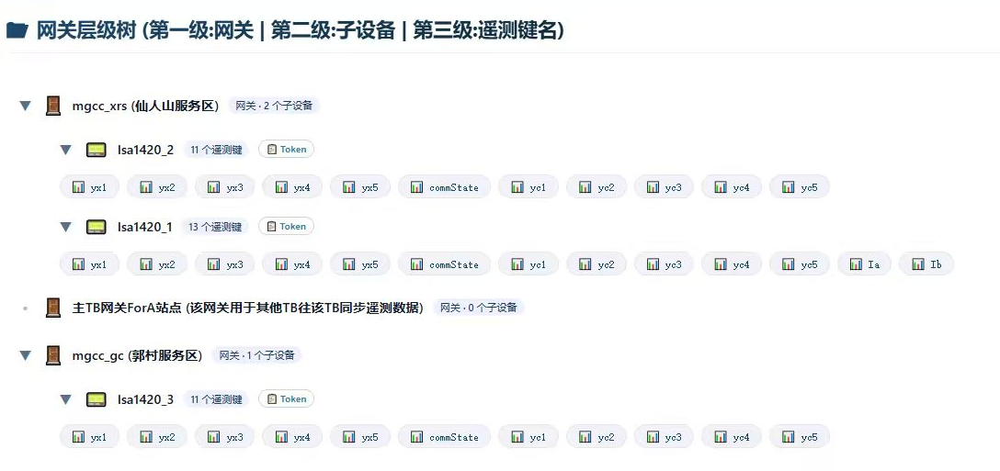 网关层级树 (第一级:网关 | 第二级:子设备 | 第三级:遥测键名)
mgcc_xrs (仙人山服务区) 网关 · 2 个子设备
lsa1420_2 11 个遥测键 Token
yx1 yx2 yx3 yx4 yx5 commState yc1 yc2 yc3 yc4 yc5
lsa1420_1 13 个遥测键 Token
yx1 yx2 yx3 yx4 yx5 commState yc1 yc2 yc3 yc4 yc5 Ia Ib
主TB网关ForA站点 (该网关用于其他TB往该TB同步遥测数据) 网关 · 0 个子设备
mgcc_gc (郭村服务区) 网关 · 1 个子设备
lsa1420_3 11 个遥测键 Token
yx1 yx2 yx3 yx4 yx5 commState yc1 yc2 yc3 yc4 yc5